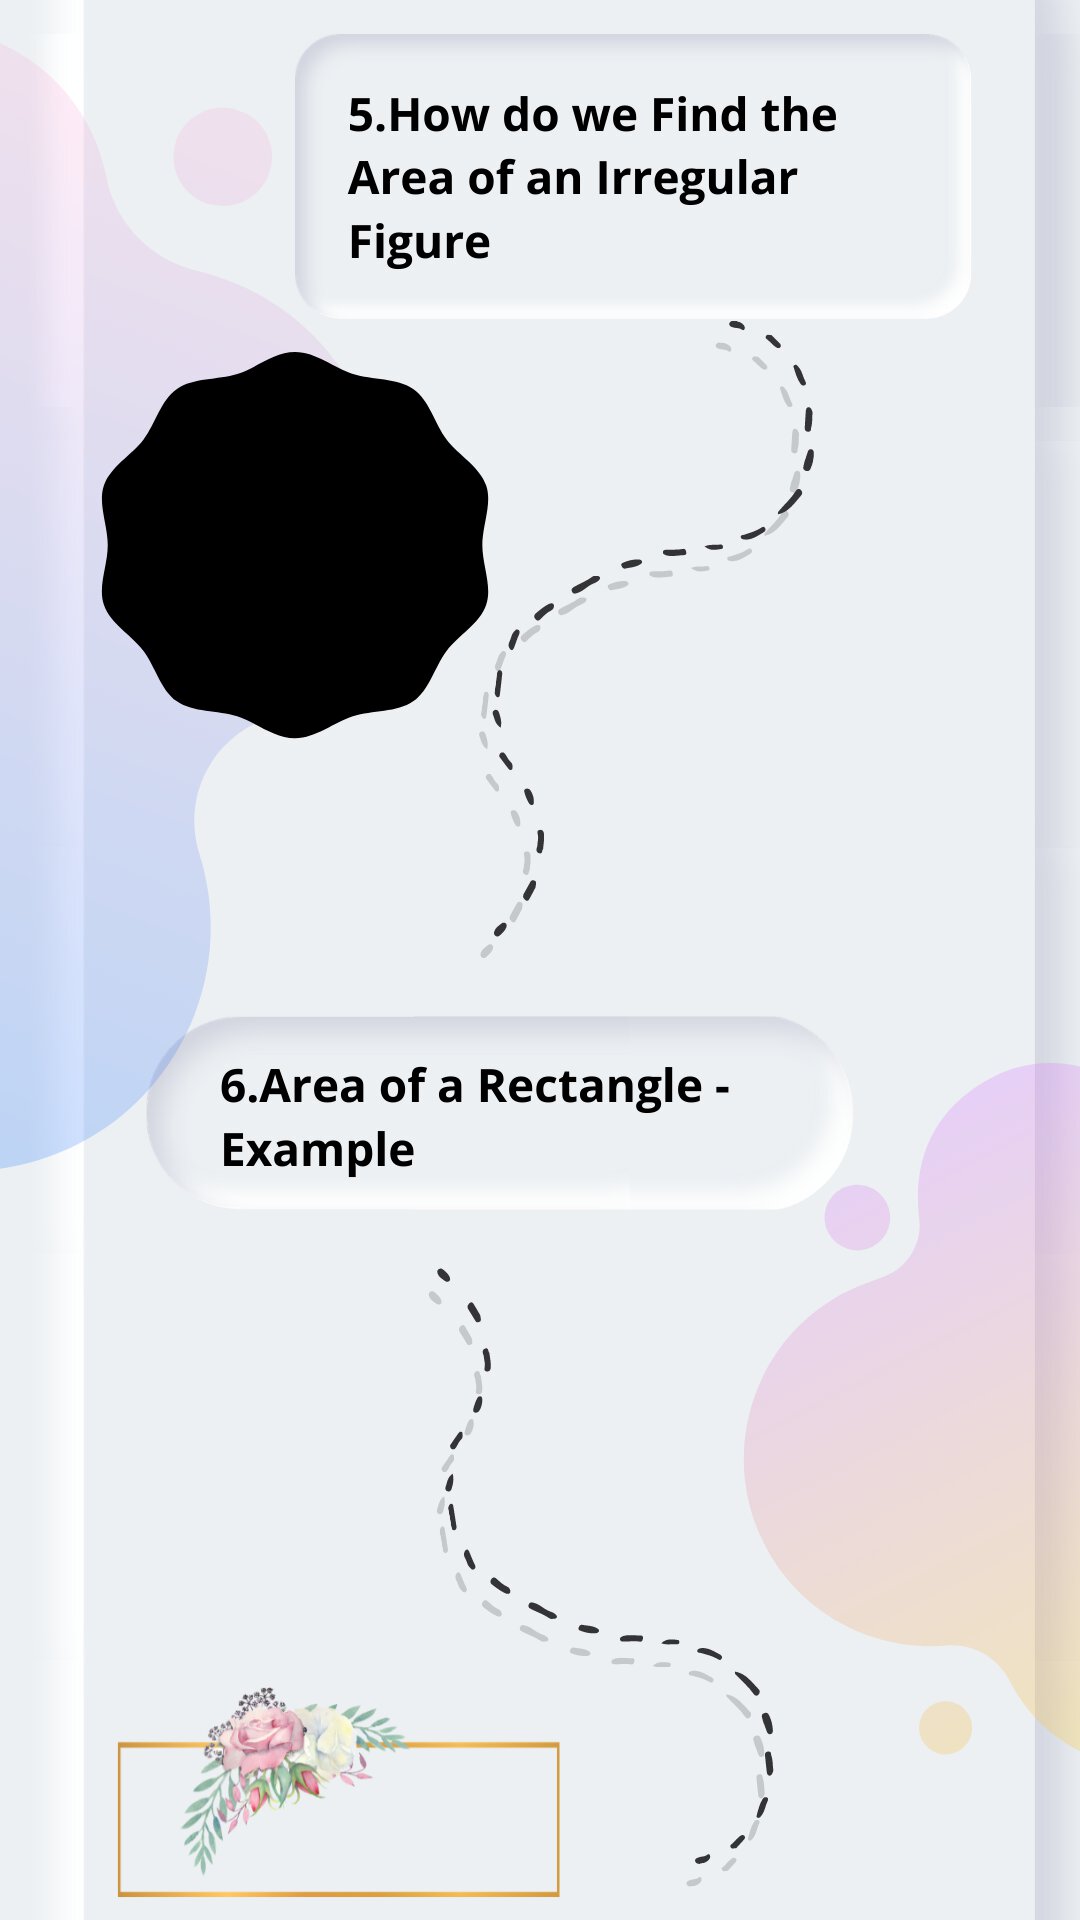 5.How do we Find the
Area of an Irregular
Figure
6.Area of a Rectangle -
Example